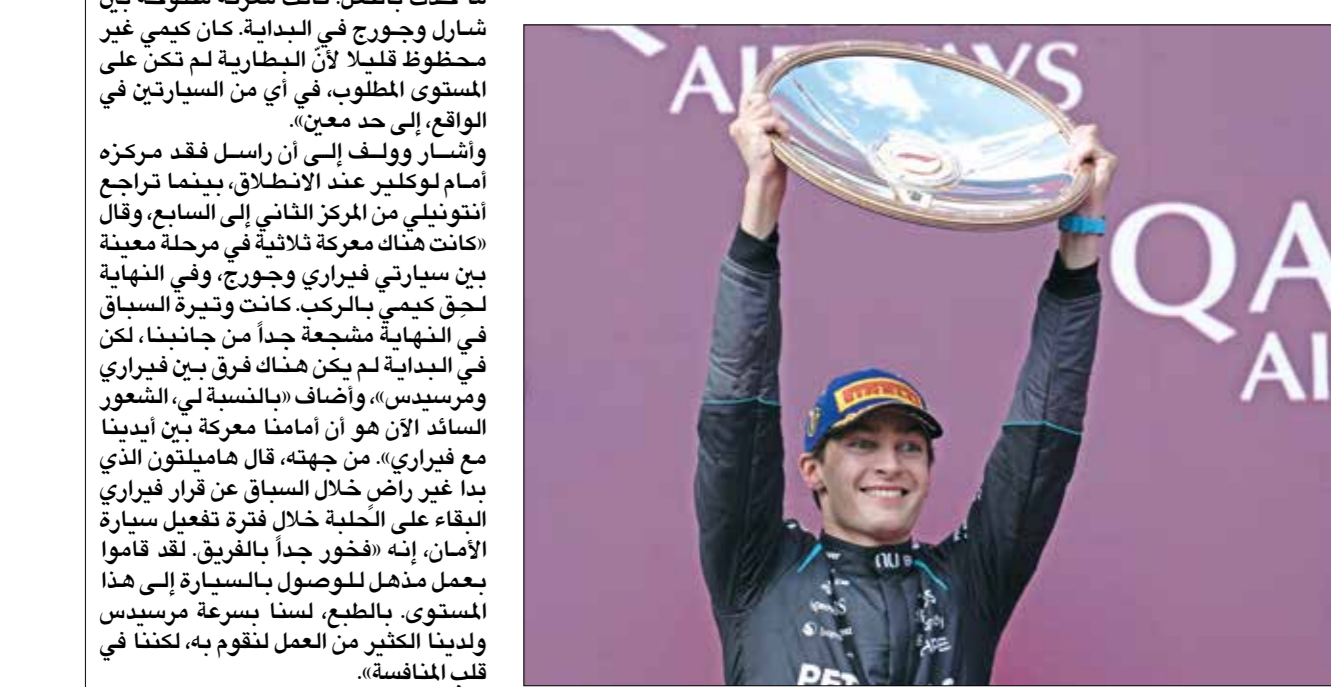 شارل وجورج في البداية. كان كيمي غير
محظوظ قليلا لأنّ البطارية لم تكن على
المستوى المطلوب، في أي من السيارتين في
الواقع، إلى حد معين».
وأشار وولف إلى أن راسل فقد مركزه
أمام لوكلير عند الانطلاق، بينما تراجع
أنتونيلي من المركز الثاني إلى السابع، وقال
«كانت هناك معركة ثلاثية في مرحلة معينة
بين سيارتي فيراري وجورج، وفي النهاية
لحِق كيمي بالركب. كانت وتيرة السباق
في النهاية مشجعة جداً من جانبنا، لكن
في البداية لم يكن هناك فرق بين فيراري
ومرسيدس»، وأضاف «بالنسبة لي، الشعور
السائد الآن هو أن أمامنا معركة بين أيدينا
مع فيراري». من جهته، قال هاميلتون الذي
بدا غير راضٍ خلال السباق عن قرار فيراري
البقاء على الحلبة خلال فترة تفعيل سيارة
الأمان، إنه «فخور جداً بالفريق. لقد قاموا
بعمل مذهل للوصول بالسيارة إلى هذا
المستوى. بالطبع، لسنا بسرعة مرسيدس
ولدينا الكثير من العمل لنقوم به، لكننا في
قلب المنافسة».
QA
AI
PIRELLI